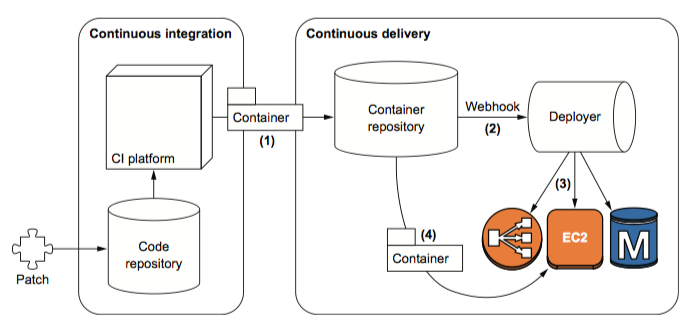 Continuous integration
Continuous delivery
CI platform
Container
(1)
Container
repository
Webhook
(2)
Deployer
(3)
Code
repository
Patch
(4)
Container
EC2
M